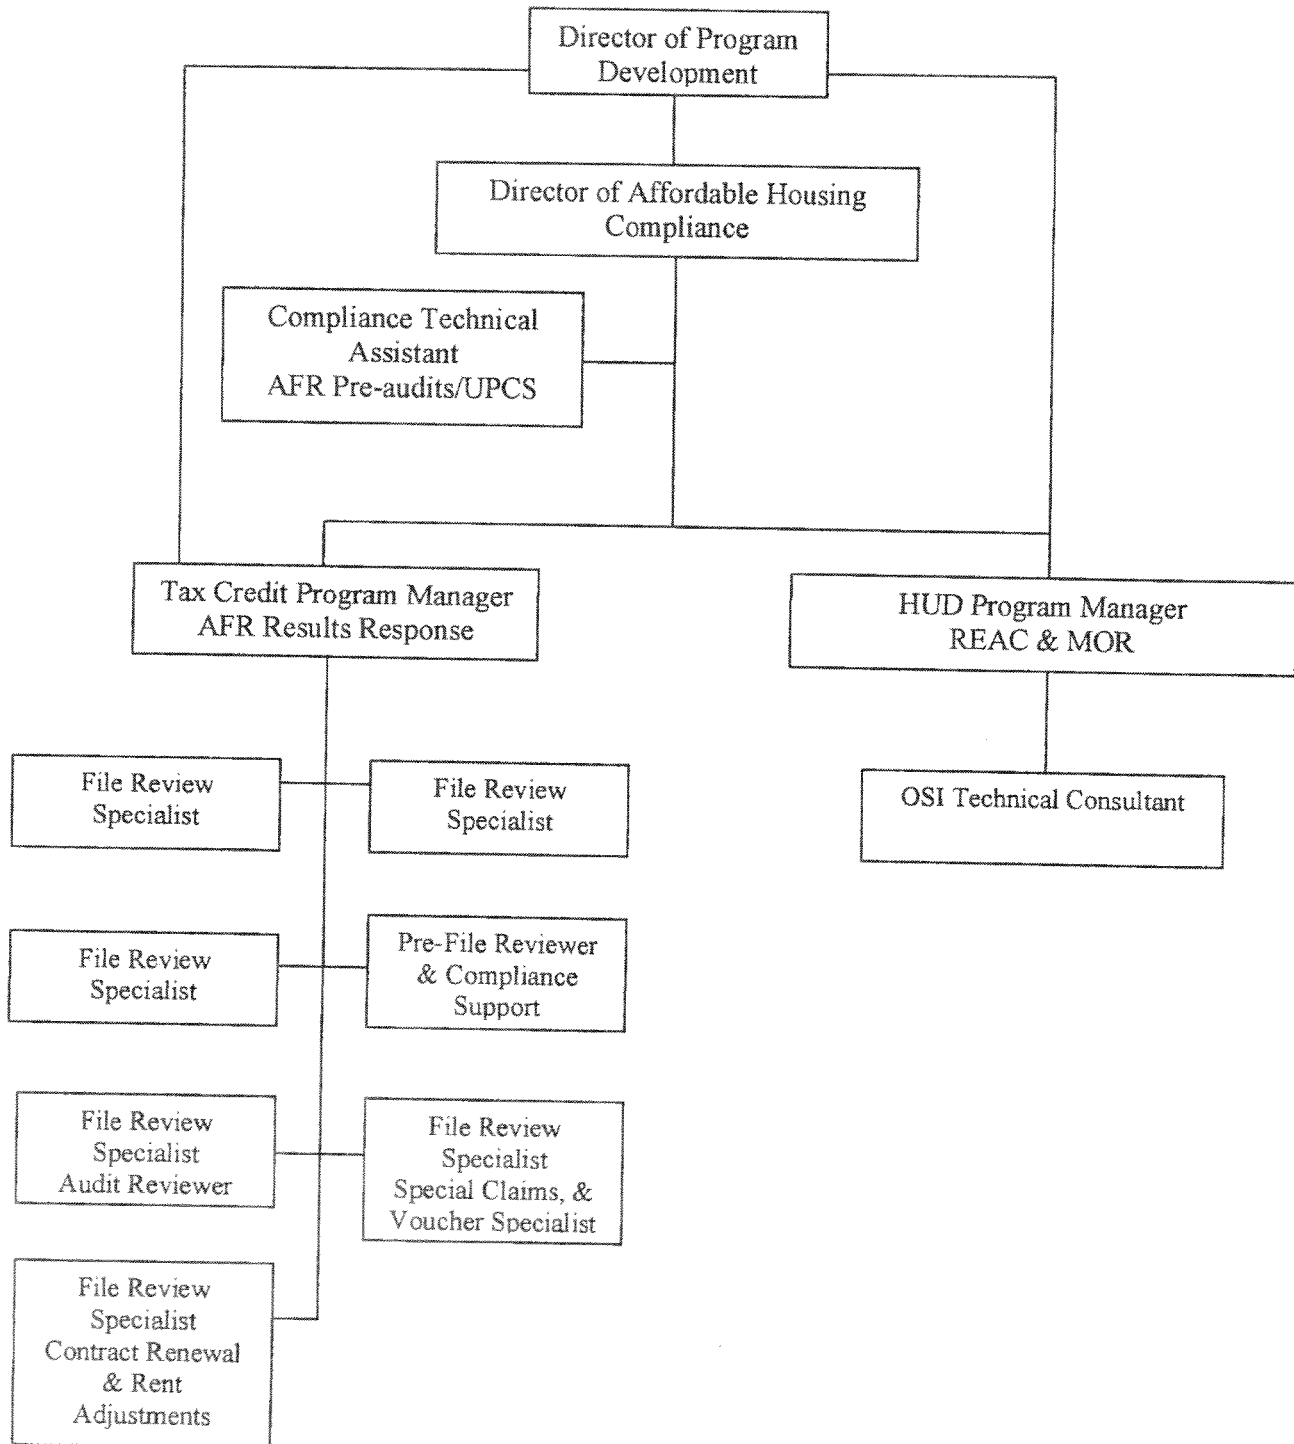 Director of Program
Development
Director of Affordable Housing
Compliance
Compliance Technical
Assistant
AFR Pre-audits/UPCS
Tax Credit Program Manager
AFR Results Response
HUD Program Manager
REAC & MOR
File Review
Specialist
File Review
Specialist
OSI Technical Consultant
File Review
Specialist
Pre-File Reviewer
& Compliance
Support
File Review
Specialist
Audit Reviewer
File Review
Specialist
Special Claims, &
Voucher Specialist
File Review
Specialist
Contract Renewal
& Rent
Adjustments